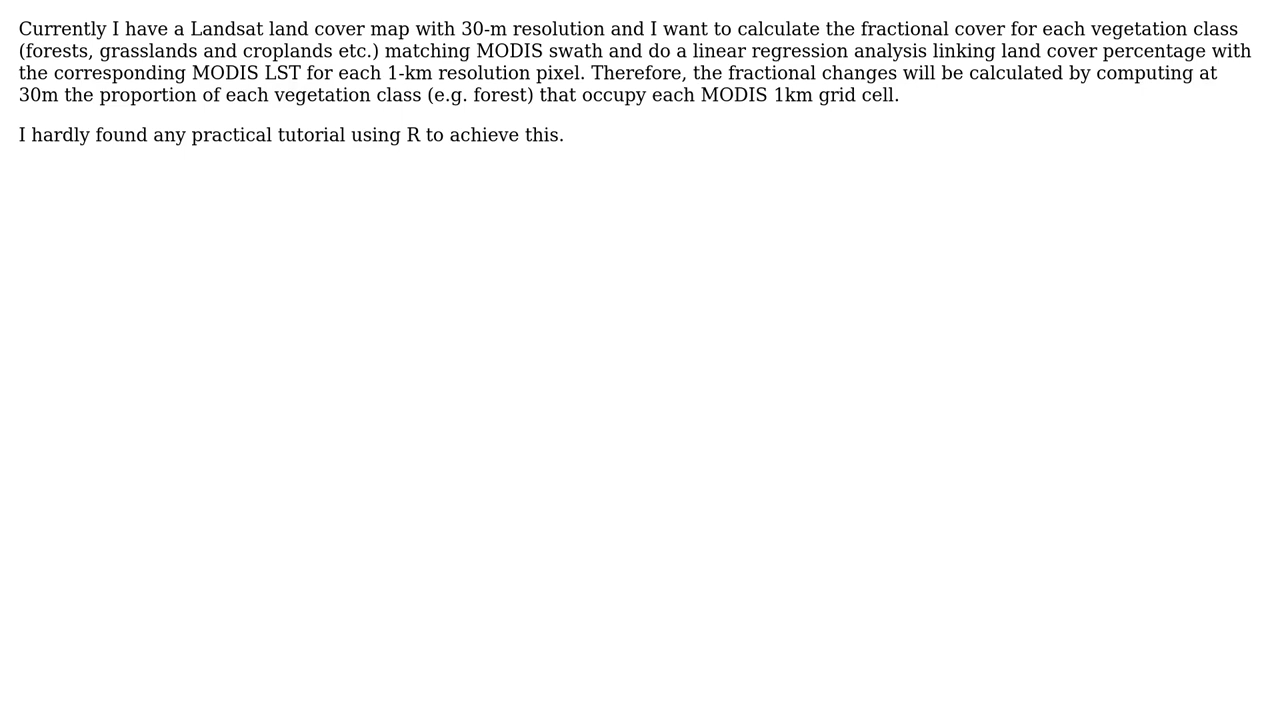 Currently I have a Landsat land cover map with 30-m resolution and I want to calculate the fractional cover for each vegetation class
(forests, grasslands and croplands etc.) matching MODIS swath and do a linear regression analysis linking land cover percentage with
the corresponding MODIS LST for each 1-km resolution pixel. Therefore, the fractional changes will be calculated by computing at
30m the proportion of each vegetation class (e.g. forest) that occupy each MODIS 1km grid cell.
I hardly found any practical tutorial using R to achieve this.